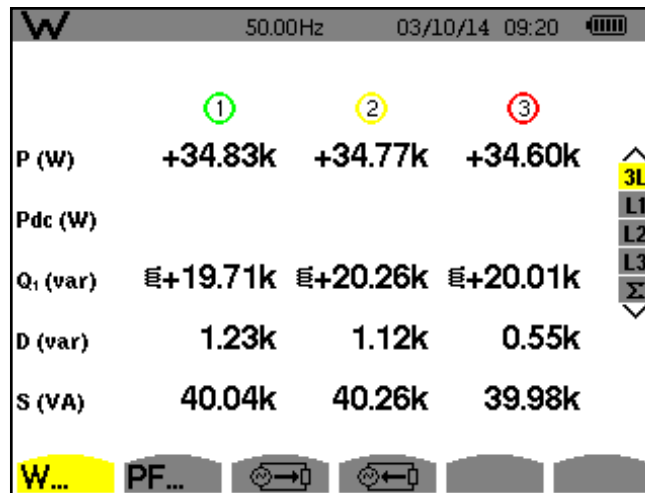 W 50.00Hz 03/10/14 09:20
1 2 3
P (W) +34.83k +34.77k +34.60k
3L
L1
Pdc (W)
L2
L3
Q₁ (var) +19.71k +20.26k +20.01k
Σ
D (var) 1.23k 1.12k 0.55k
S (VA) 40.04k 40.26k 39.98k
W... PF...